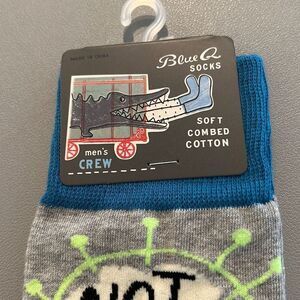 MADE IN CHINA
Blue Q
SOCKS
SOFT
COMBED
COTTON
men's
CREW
NOT